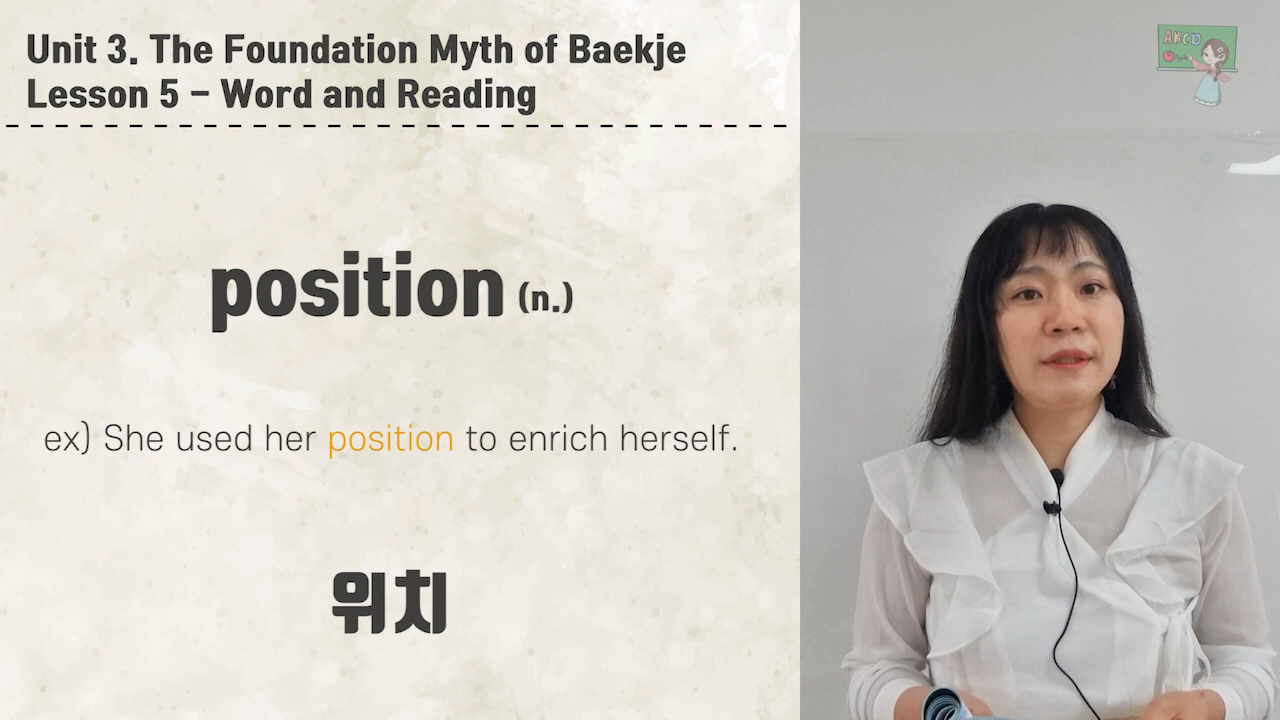 Unit 3. The Foundation Myth of Baekje
Lesson 5 - Word and Reading
position (n.)
ex) She used her position to enrich herself.
위치
ABCD